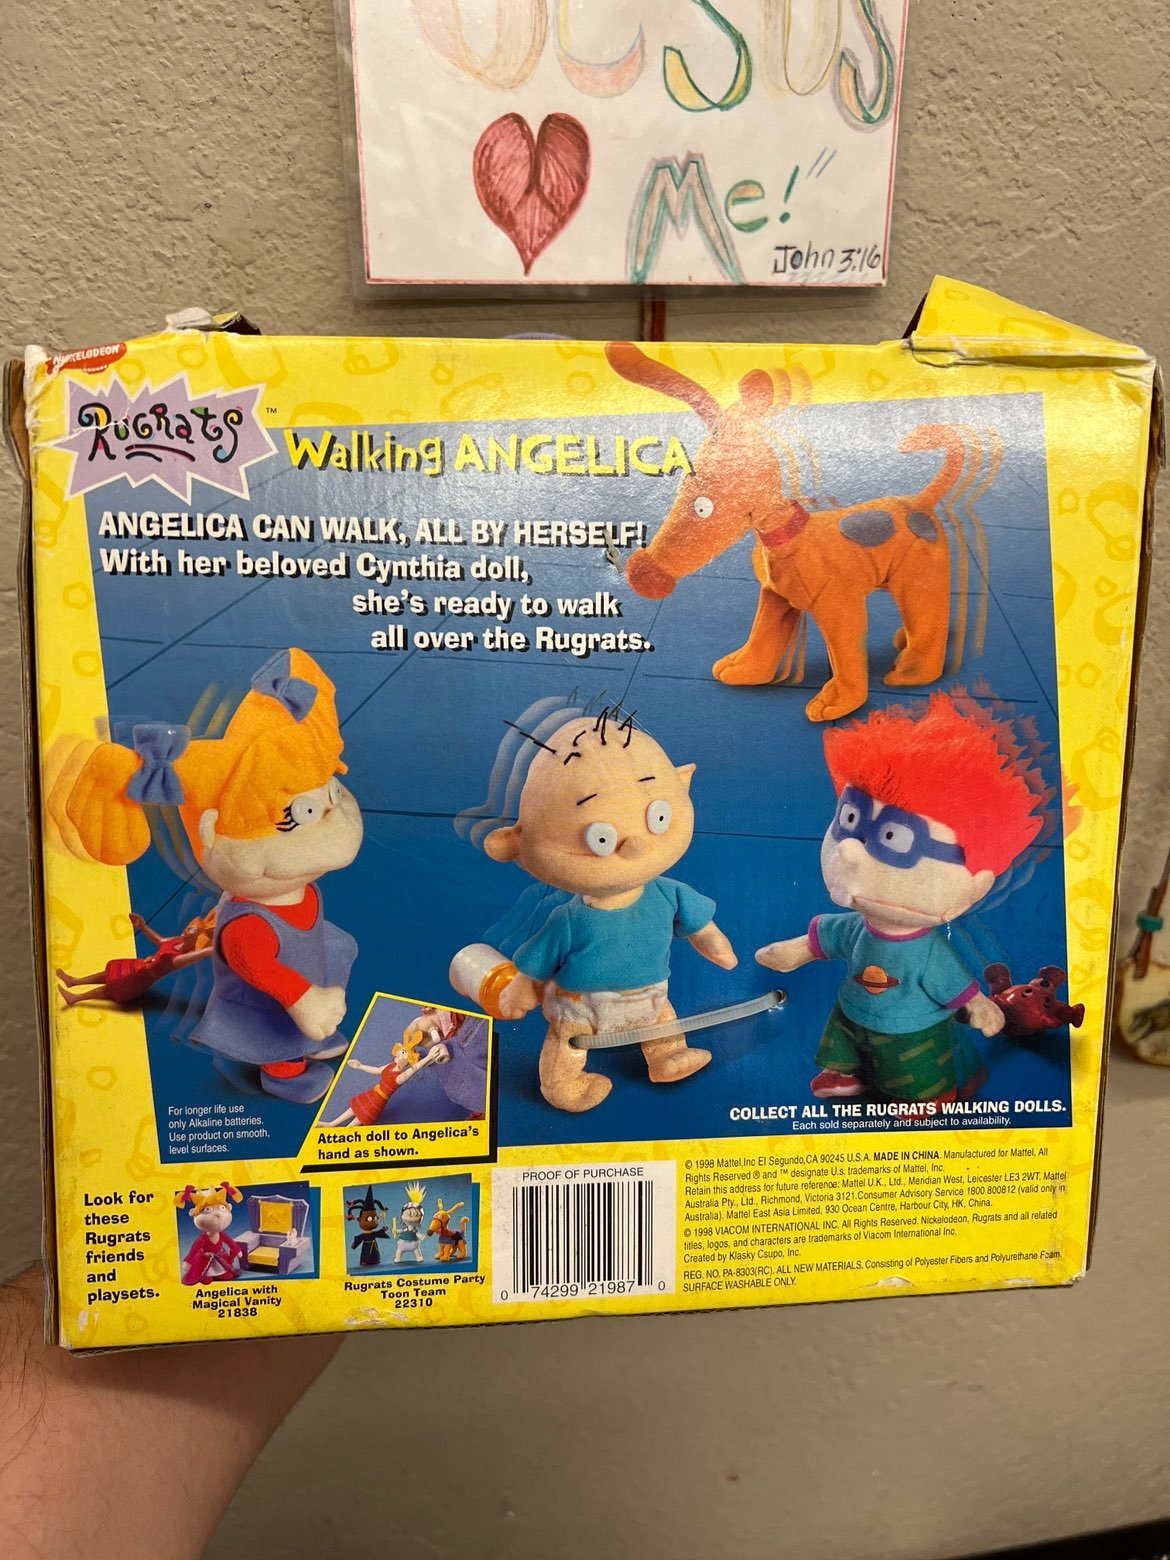 Jesus
Me!"
John 3:16
NICKELODEON
RUGRATS ™
Walking ANGELICA
ANGELICA CAN WALK, ALL BY HERSELF!
With her beloved Cynthia doll,
she's ready to walk
all over the Rugrats.
For longer life use
only Alkaline batteries.
Use product on smooth,
level surfaces.
Attach doll to Angelica's
hand as shown.
COLLECT ALL THE RUGRATS WALKING DOLLS.
Each sold separately and subject to availability.
Look for
these
Rugrats
friends
and
playsets.
Angelica with
Magical Vanity
21838
Rugrats Costume Party
Toon Team
22310
PROOF OF PURCHASE
0 74299 21987 0
© 1998 Mattel,Inc El Segundo,CA 90245 U.S.A. MADE IN CHINA. Manufactured for Mattel. All
Rights Reserved ® and ™ designate U.s. trademarks of Mattel, Inc.
Retain this address for future reference: Mattel U.K., Ltd., Meridian West, Leicester LE3 2WT, Mattel
Australia Pty., Ltd., Richmond, Victoria 3121.Consumer Advisory Service 1800 800812 (valid only in
Australia). Mattel East Asia Limited, 930 Ocean Centre, Harbour City, HK, China.
© 1998 VIACOM INTERNATIONAL INC. All Rights Reserved. Nickelodeon, Rugrats and all related
titles, logos, and characters are trademarks of Viacom International Inc.
Created by Klasky Csupo, Inc.
REG. NO. PA-8303(RC). ALL NEW MATERIALS. Consisting of Polyester Fibers and Polyurethane Foam.
SURFACE WASHABLE ONLY.